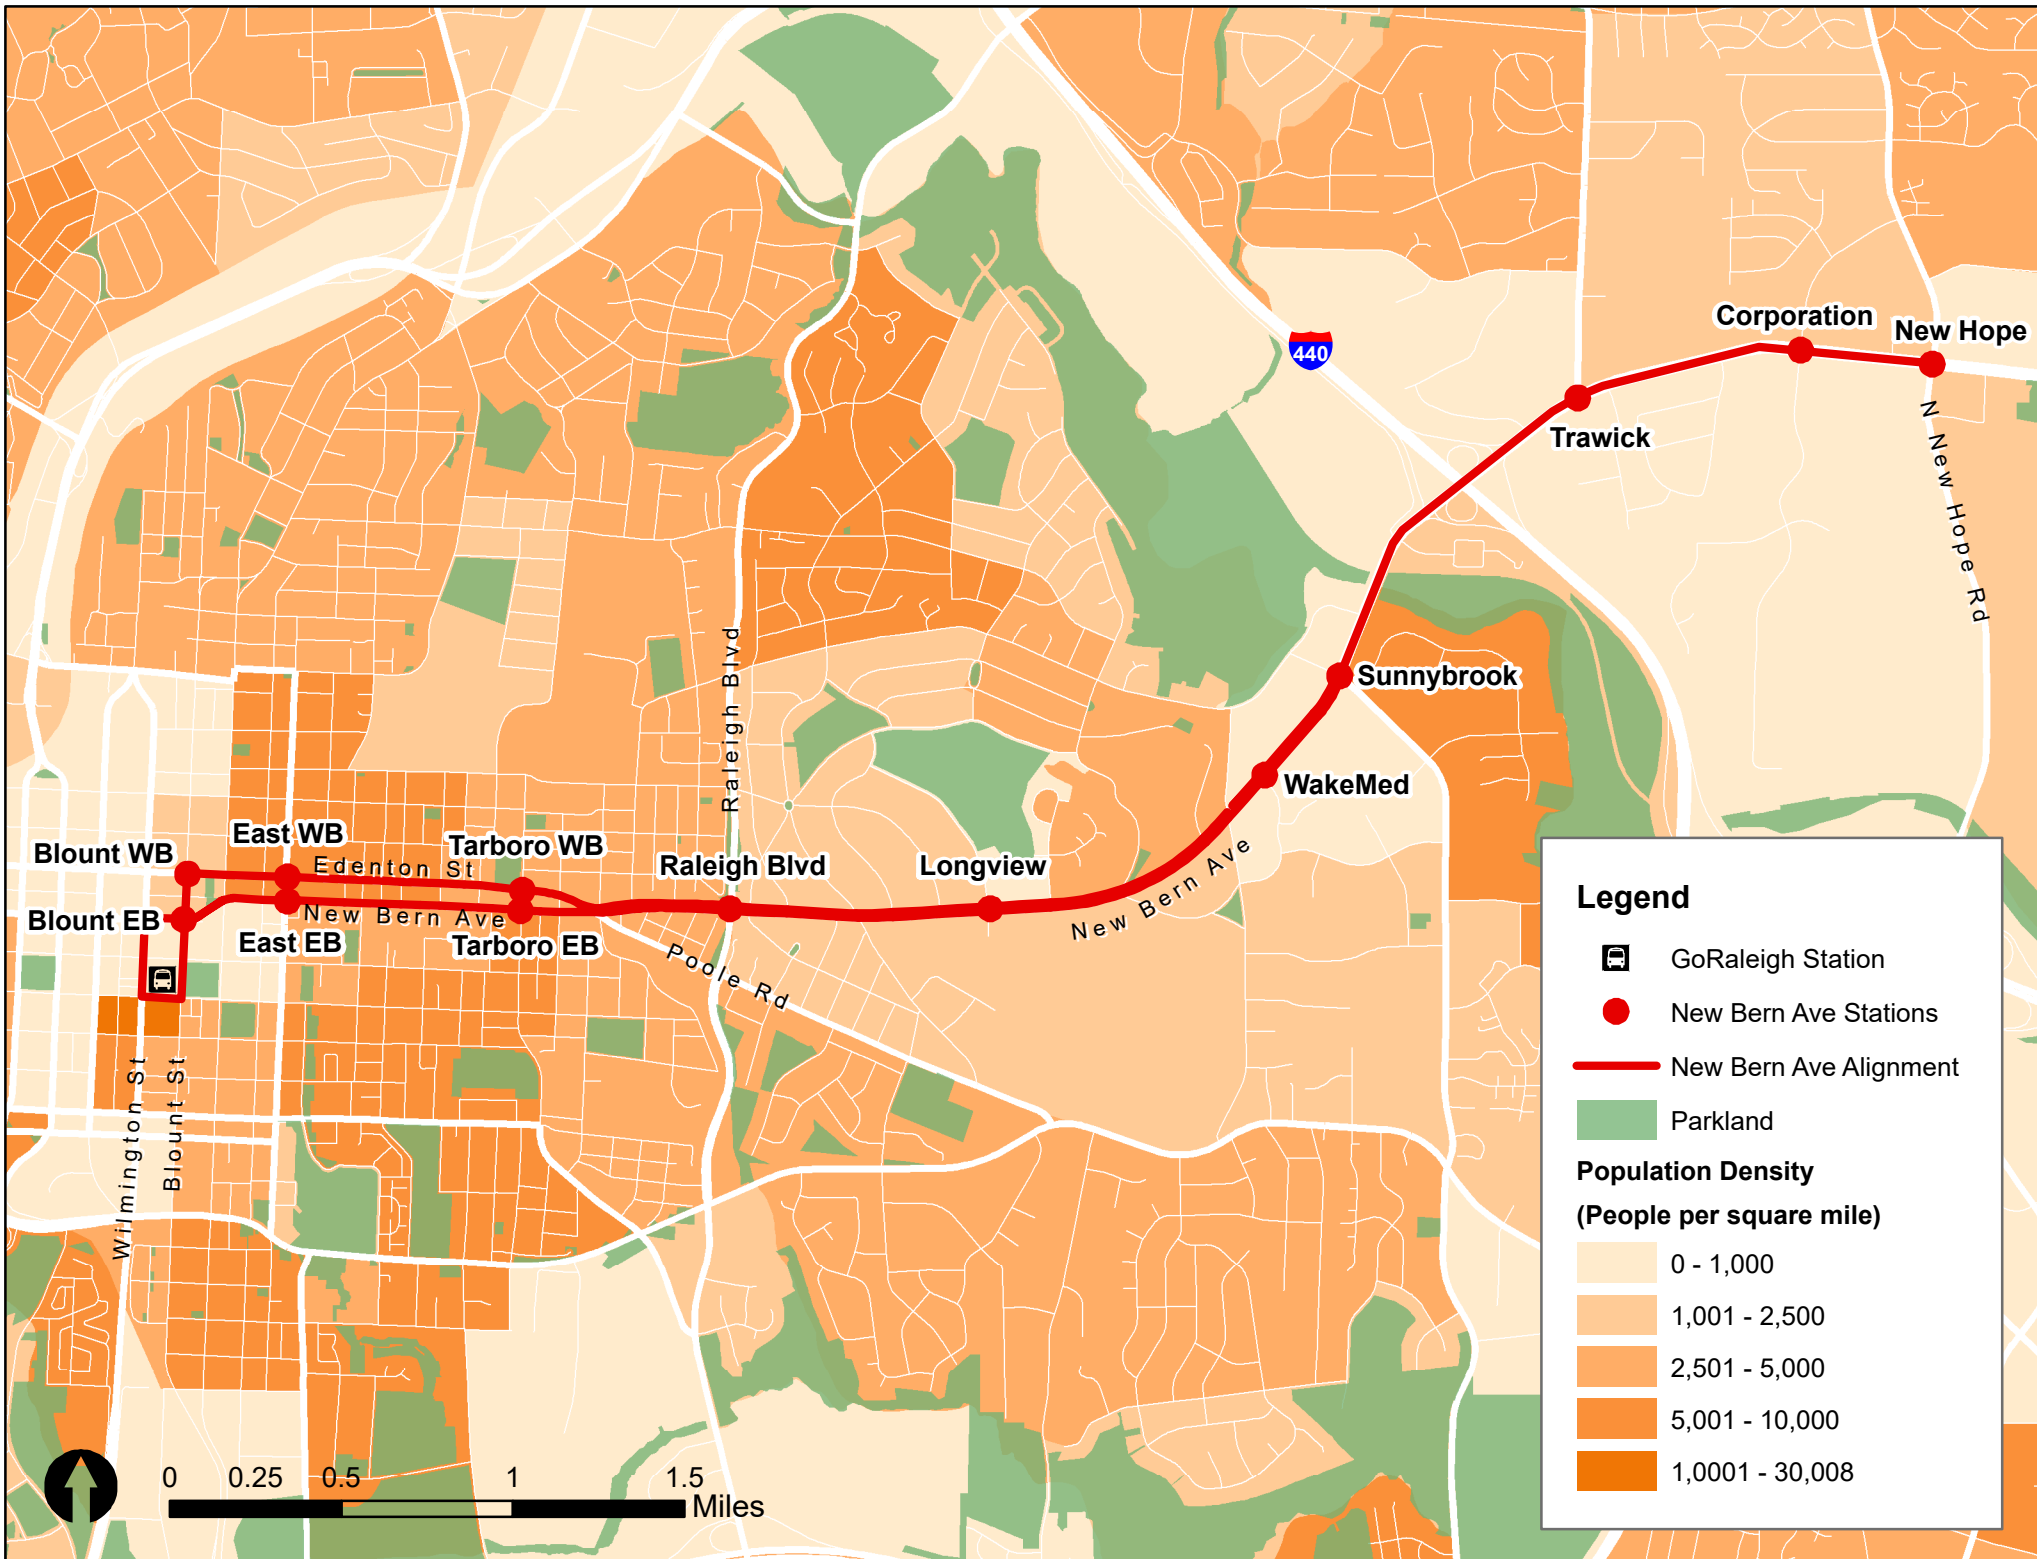 440
Corporation
New Hope
Trawick
N New Hope Rd
Raleigh Blvd
Sunnybrook
WakeMed
East WB
Tarboro WB
Blount WB
Edenton St
Raleigh Blvd
Longview
New Bern Ave
Blount EB
New Bern Ave
East EB
Tarboro EB
Poole Rd
Wilmington St
Blount St
Legend
GoRaleigh Station
New Bern Ave Stations
New Bern Ave Alignment
Parkland
Population Density
(People per square mile)
0 - 1,000
1,001 - 2,500
2,501 - 5,000
5,001 - 10,000
1,0001 - 30,008
0 0.25 0.5 1 1.5
Miles